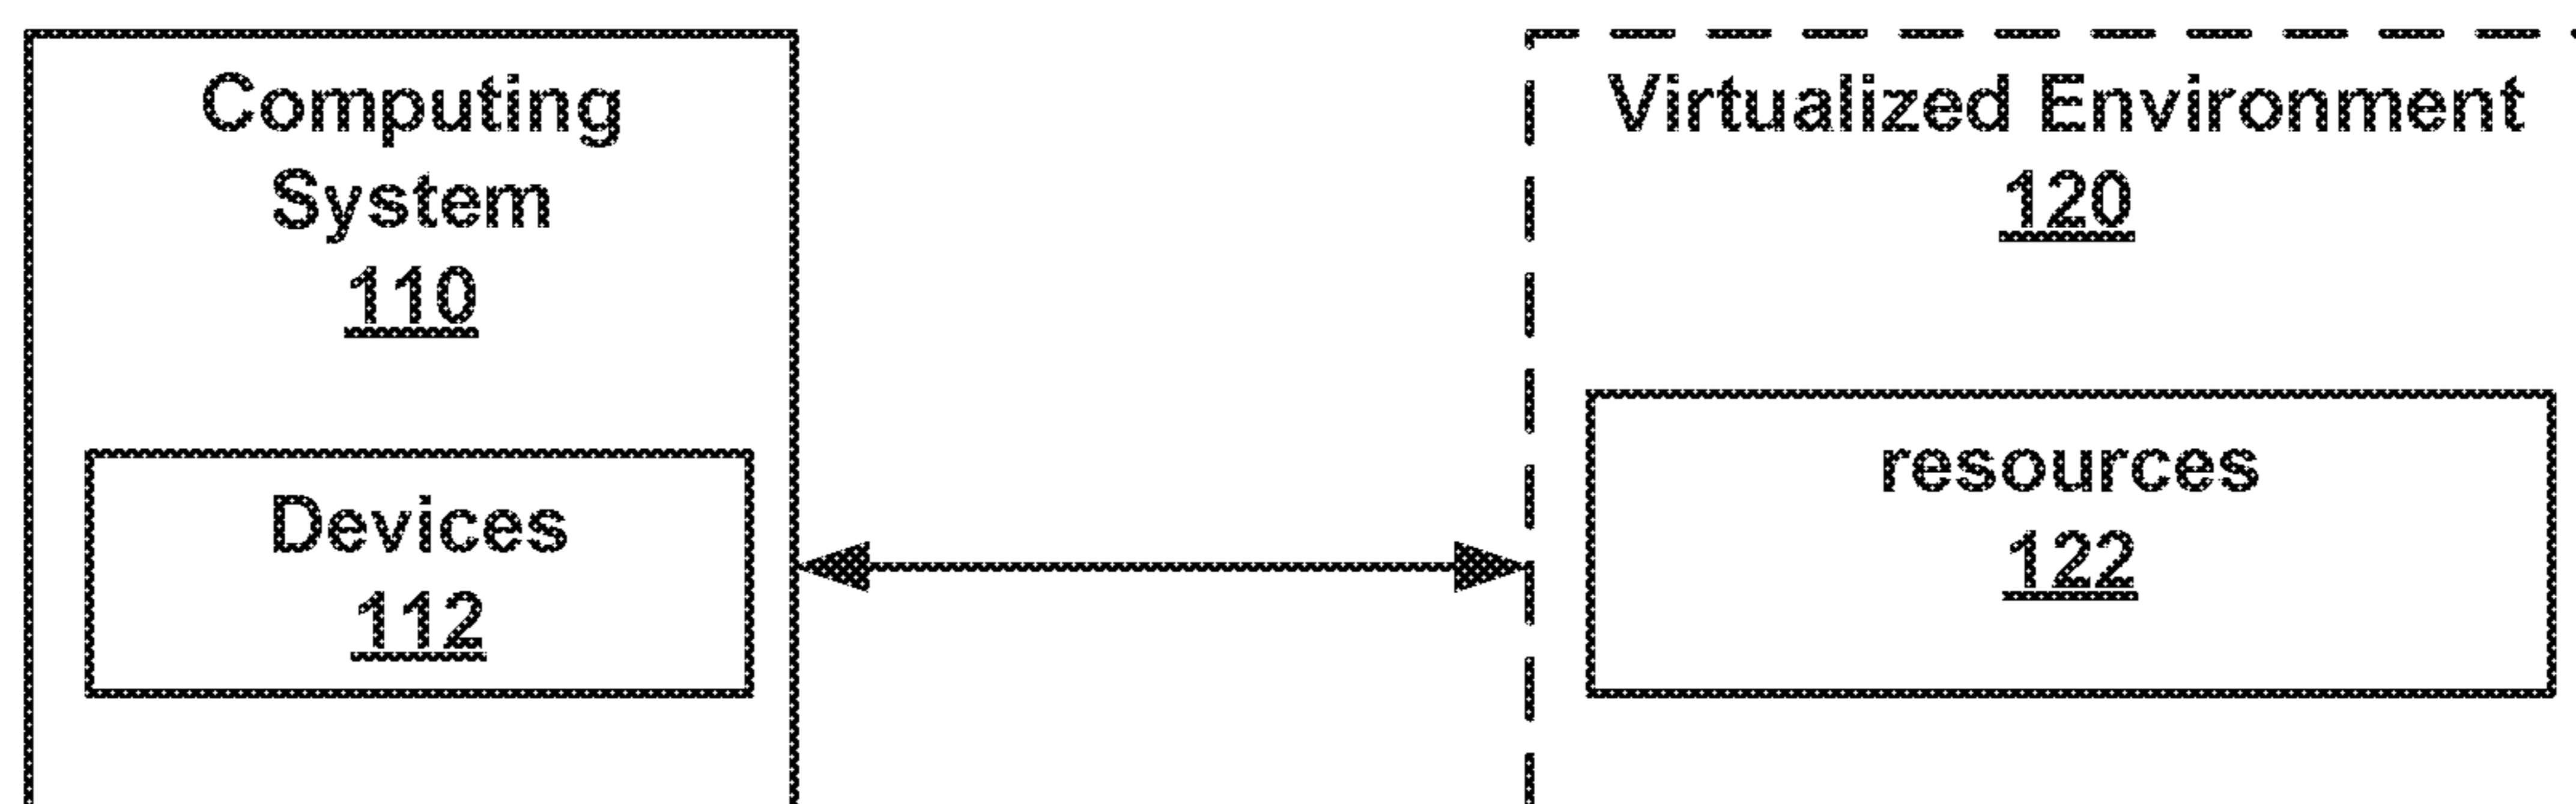 Computing
System
110
Devices
112
Virtualized Environment
120
resources
122